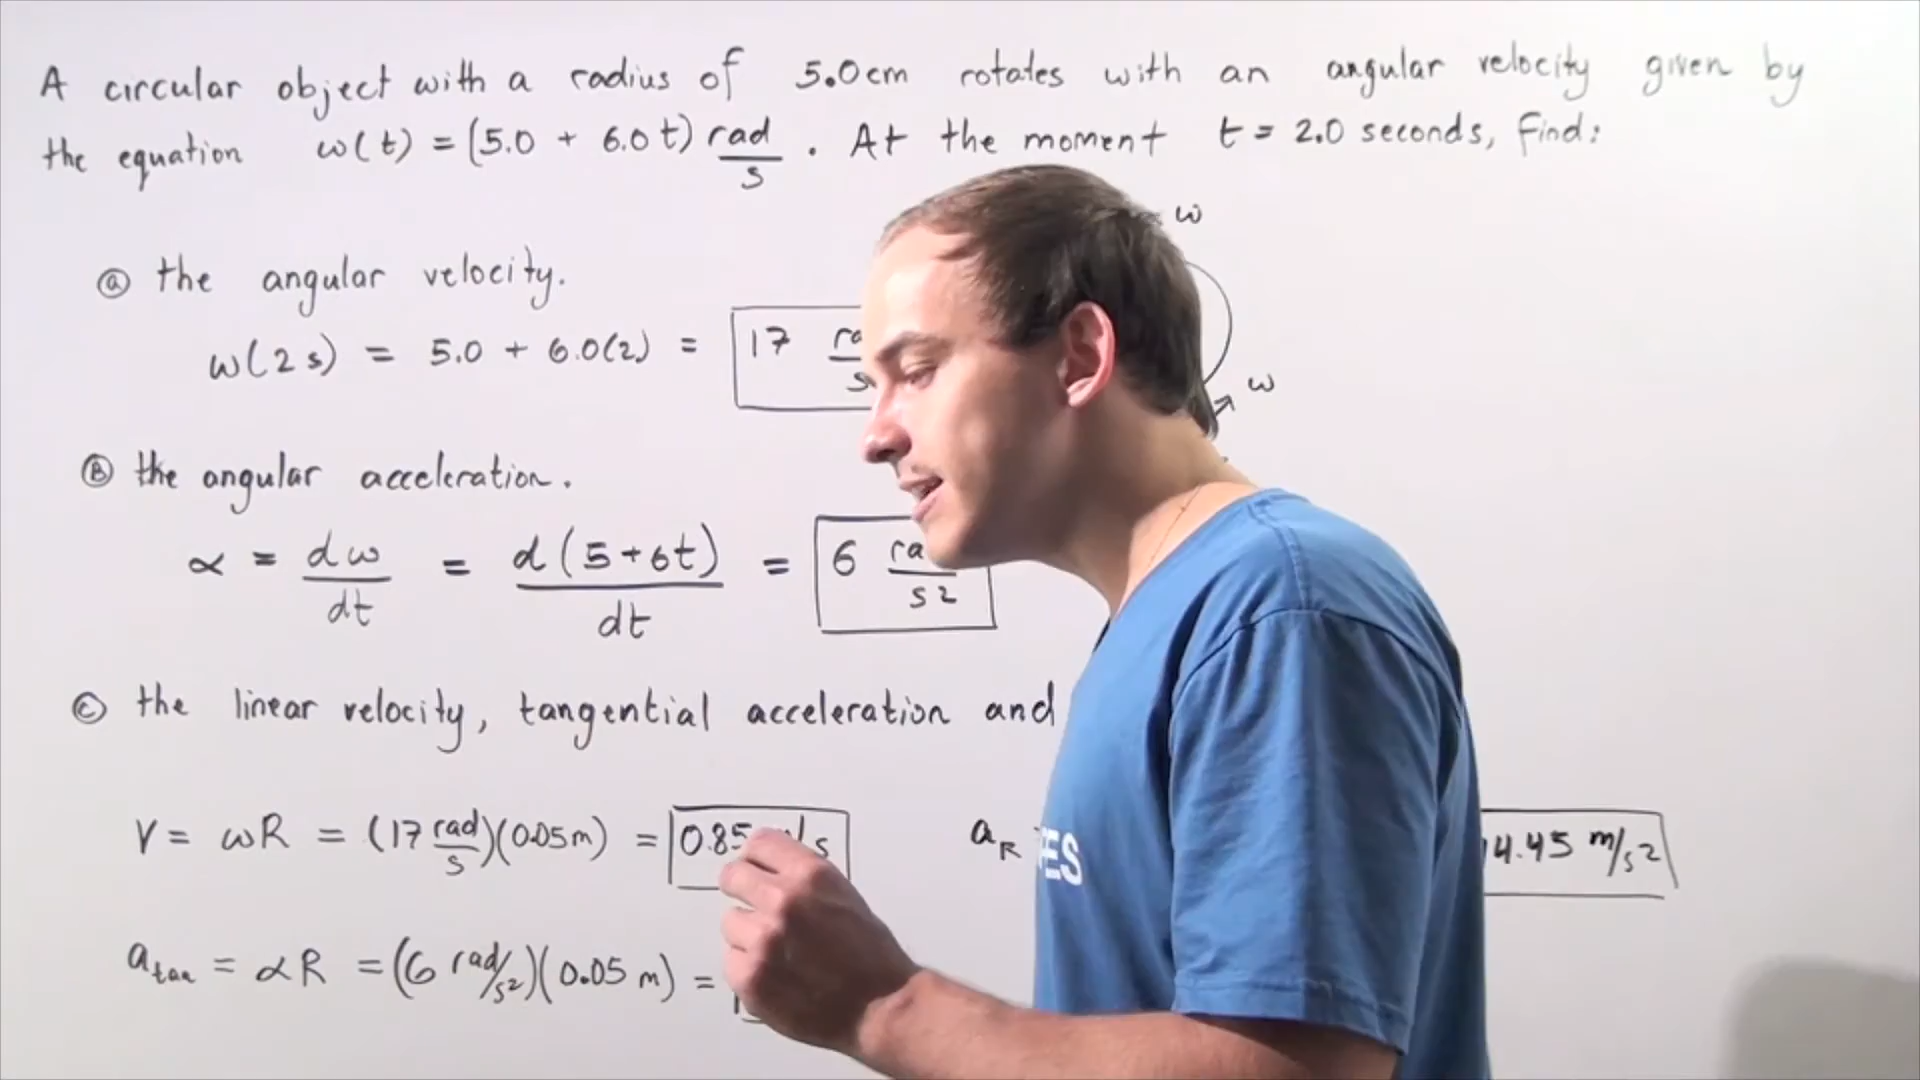 A circular object with a radius of 5.0cm rotates with an angular velocity given by
the equation ω(t) = (5.0 + 6.0t) rad/s. At the moment t = 2.0 seconds, find:
ω
ⓐ the angular velocity.
ω(2s) = 5.0 + 6.0(2) = 17
ω
Ⓑ the angular acceleration.
α = dω/dt = d(5+6t)/dt = 6 /s2
ⓒ the linear velocity, tangential acceleration and
V = ωR = (17 rad/s)(0.05m) = 0.85 /s a_R 14.45 m/s2
a_tan = αR = (6 rad/s2)(0.05 m) =